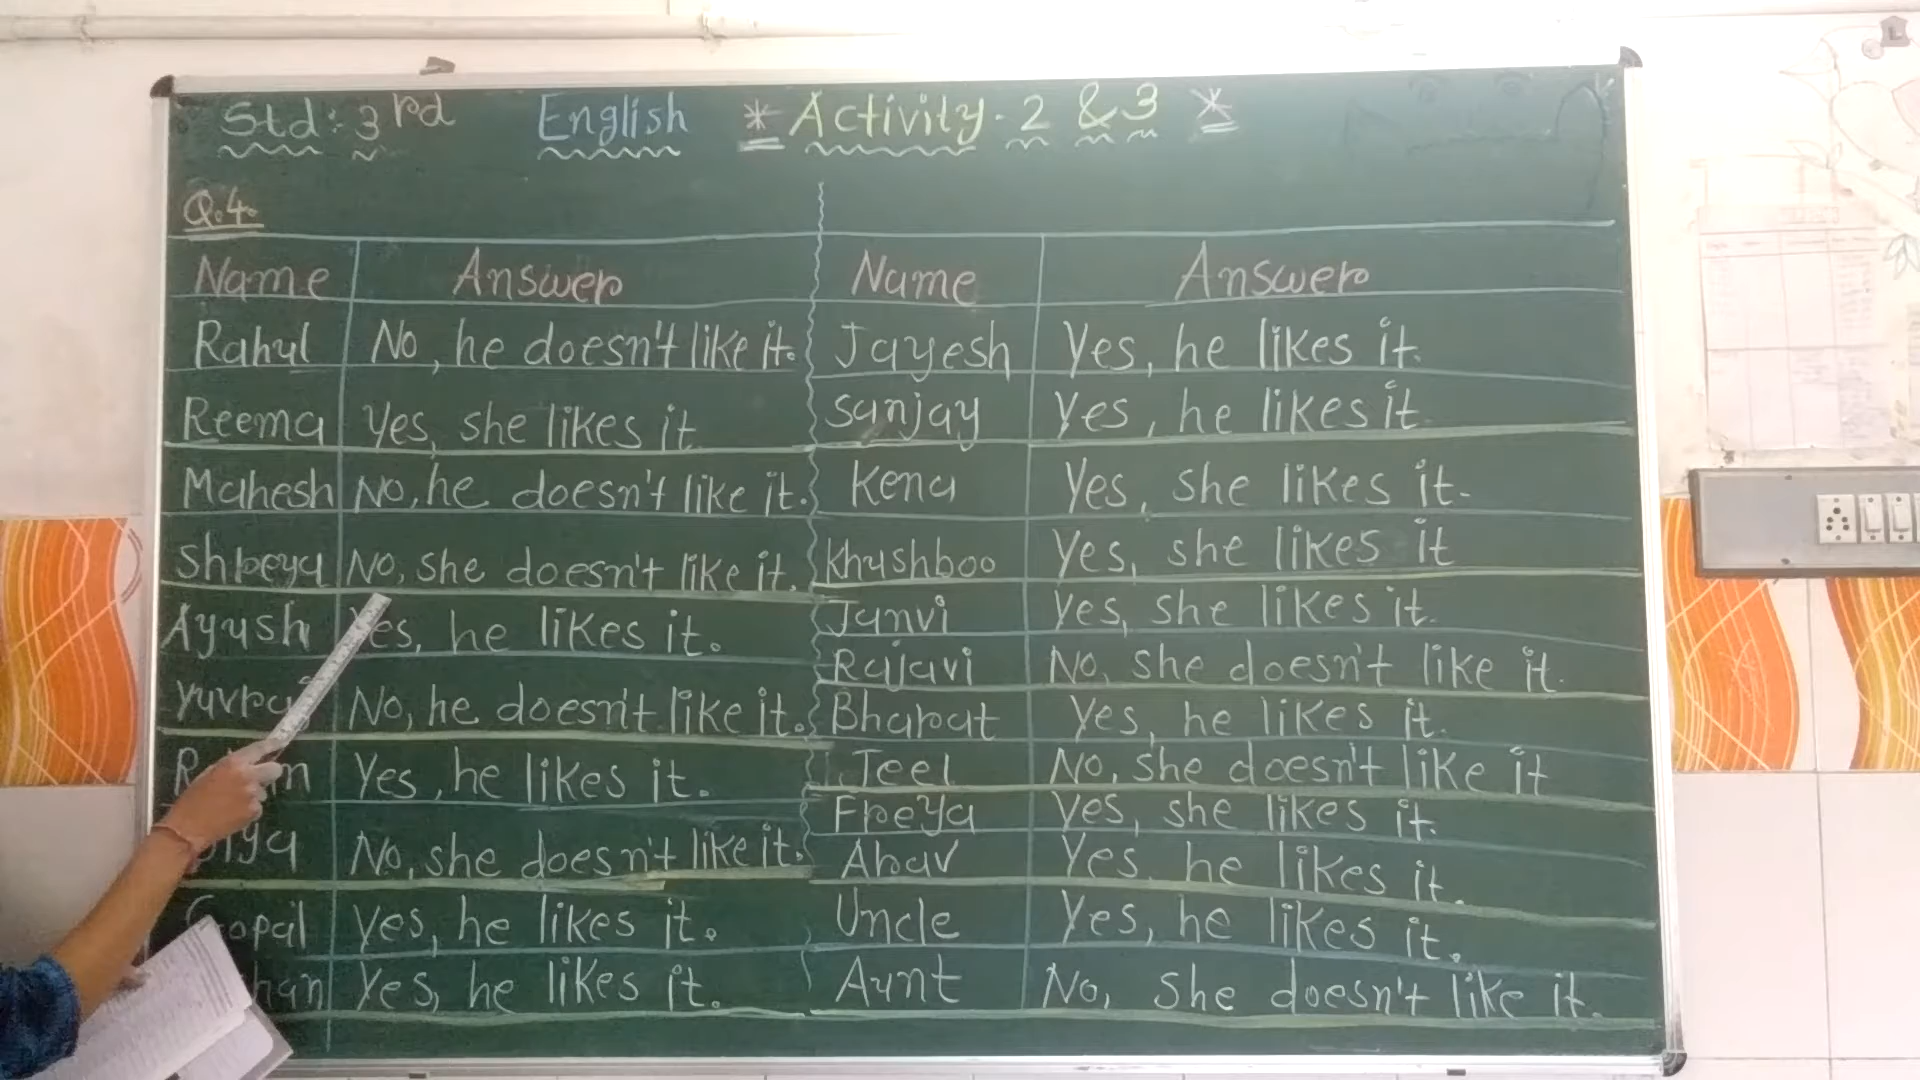 Std: 3rd English * Activity-2 & 3 *
Q.4.
Name Answer
Rahul No, he doesn't like it.
Reema Yes, she likes it
Mahesh No, he doesn't like it.
Shreya No, she doesn't like it.
Ayush Yes, he likes it.
No, he doesn't like it.
Yes, he likes it.
No, she doesn't like it.
Gopal Yes, he likes it.
Yes, he likes it.
Name Answer
Jayesh Yes, he likes it.
Sanjay Yes, he likes it
Kena Yes, she likes it.
Khushboo Yes, she likes it
Janvi Yes, she likes it.
Rajavi No, she doesn't like it.
Bharat Yes, he likes it.
Jeel No, she doesn't like it
Freya Yes, she likes it.
Arav Yes, he likes it.
Uncle Yes, he likes it.
Aunt No, She doesn't like it.